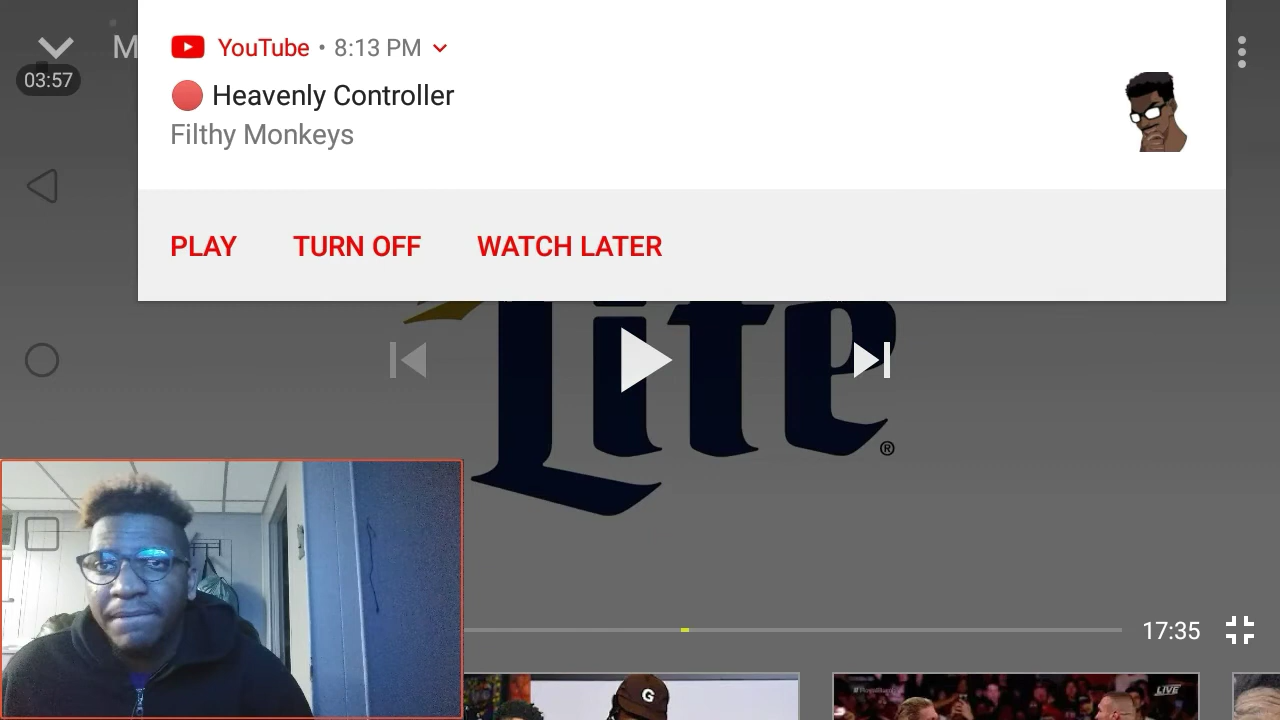 M
03:57
YouTube • 8:13 PM
Heavenly Controller
Filthy Monkeys
PLAY TURN OFF WATCH LATER
Lite
®
17:35
G
LIVE